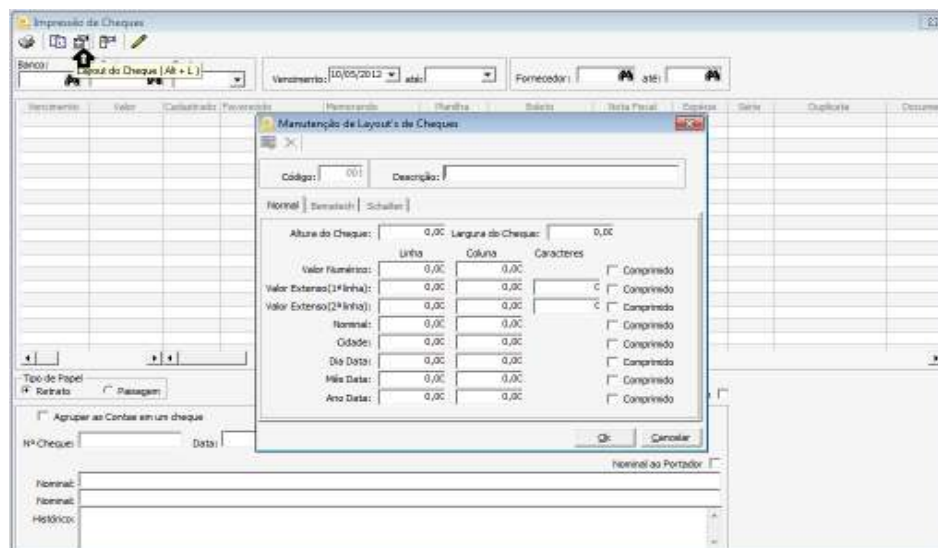 Impressão de Cheques
Banco:
Layout do Cheque ( Alt + L )
Vencimento: 10/05/2012 até:
Fornecedor: até:
Vencimento Valor Cadastrado Favorecido Memorando Planilha Boleto Nota Fiscal Espécie Série Duplicata Docume
Manutenção de Layout's de Cheques
Código: 001 Descrição:
Normal Bematech Schalter
Altura do Cheque: 0,00 Largura do Cheque: 0,00
Linha Coluna Caracteres
Valor Numérico: 0,00 0,00 Comprimido
Valor Extenso(1ª linha): 0,00 0,00 0 Comprimido
Valor Extenso(2ª linha): 0,00 0,00 0 Comprimido
Nominal: 0,00 0,00 Comprimido
Cidade: 0,00 0,00 Comprimido
Dia Data: 0,00 0,00 Comprimido
Mês Data: 0,00 0,00 Comprimido
Ano Data: 0,00 0,00 Comprimido
Ok Cancelar
Tipo de Papel
Retrato Paisagem
Agrupar as Contas em um cheque
Nº Cheque: Data:
Nominal ao Portador
Nominal:
Nominal:
Histórico: